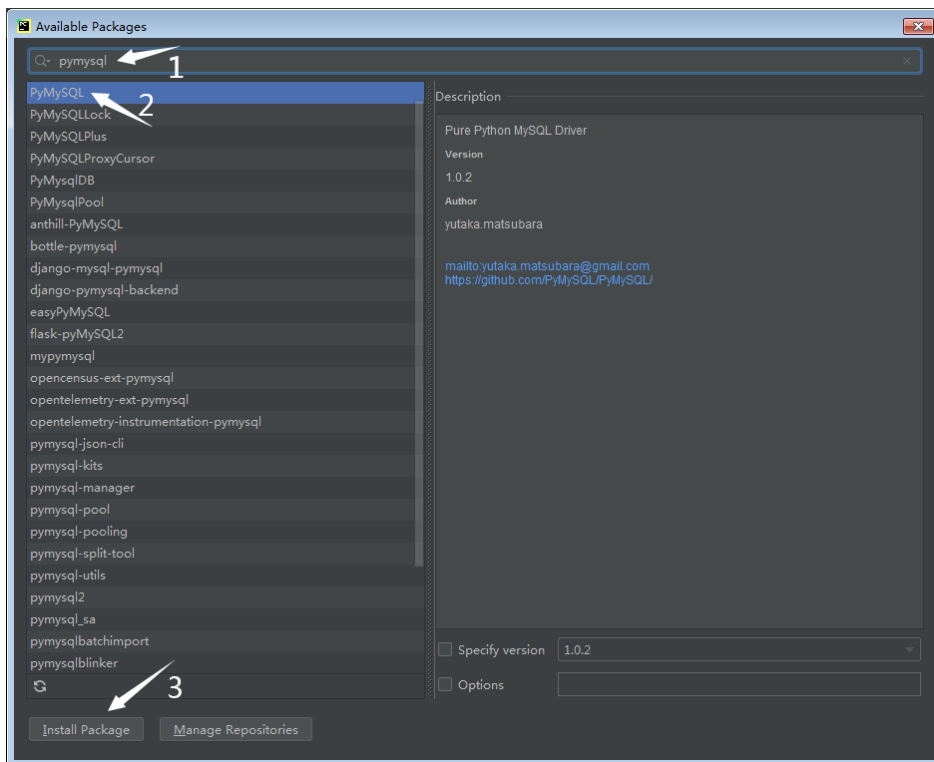 Available Packages
pymysql
1
PyMySQL
2
PyMySQLLock
PyMySQLPlus
PyMySQLProxyCursor
PyMysqlDB
PyMysqlPool
anthill-PyMySQL
bottle-pymysql
django-mysql-pymysql
django-pymysql-backend
easyPyMySQL
flask-pyMySQL2
mypymysql
opencensus-ext-pymysql
opentelemetry-ext-pymysql
opentelemetry-instrumentation-pymysql
pymysql-json-cli
pymysql-kits
pymysql-manager
pymysql-pool
pymysql-pooling
pymysql-split-tool
pymysql-utils
pymysql2
pymysql_sa
pymysqlbatchimport
pymysqlblinker
3
Description
Pure Python MySQL Driver
Version
1.0.2
Author
yutaka.matsubara
mailto:yutaka.matsubara@gmail.com
https://github.com/PyMySQL/PyMySQL/
Specify version 1.0.2
Options
Install Package Manage Repositories